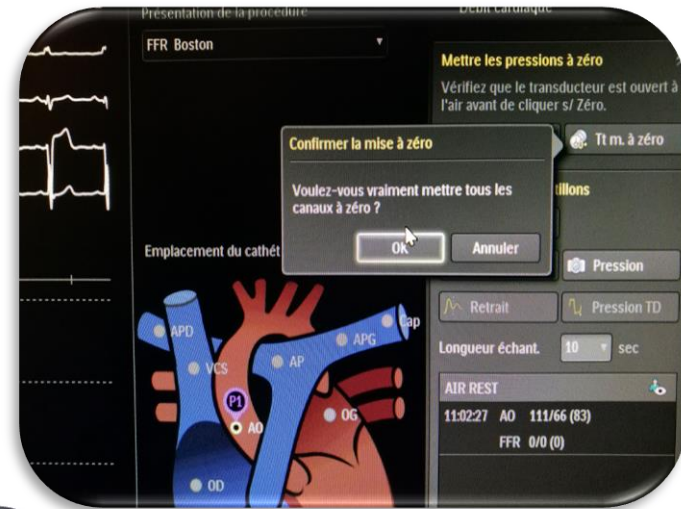 Présentation de la procédure
FFR Boston
Débit cardiaque
Mettre les pressions à zéro
Vérifiez que le transducteur est ouvert à
l'air avant de cliquer s/ Zéro.
Tt m. à zéro
Confirmer la mise à zéro
Voulez-vous vraiment mettre tous les
canaux à zéro ?
OK
Annuler
Emplacement du cathét
Pression
Retrait
Pression TD
Longueur échant.
10
sec
AIR REST
11:02:27 AO 111/66 (83)
FFR 0/0 (0)
APD
VCS
AP
APG
Cap
P1
AO
OG
OD